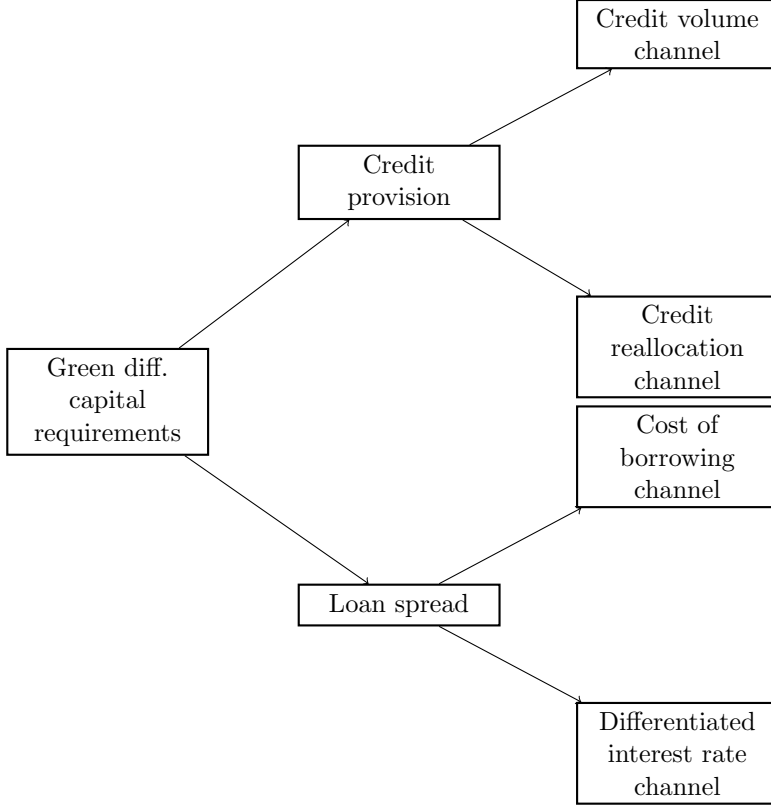 Credit volume
channel
Credit
provision
Credit
reallocation
channel
Green diff.
capital
requirements
Cost of
borrowing
channel
Loan spread
Differentiated
interest rate
channel